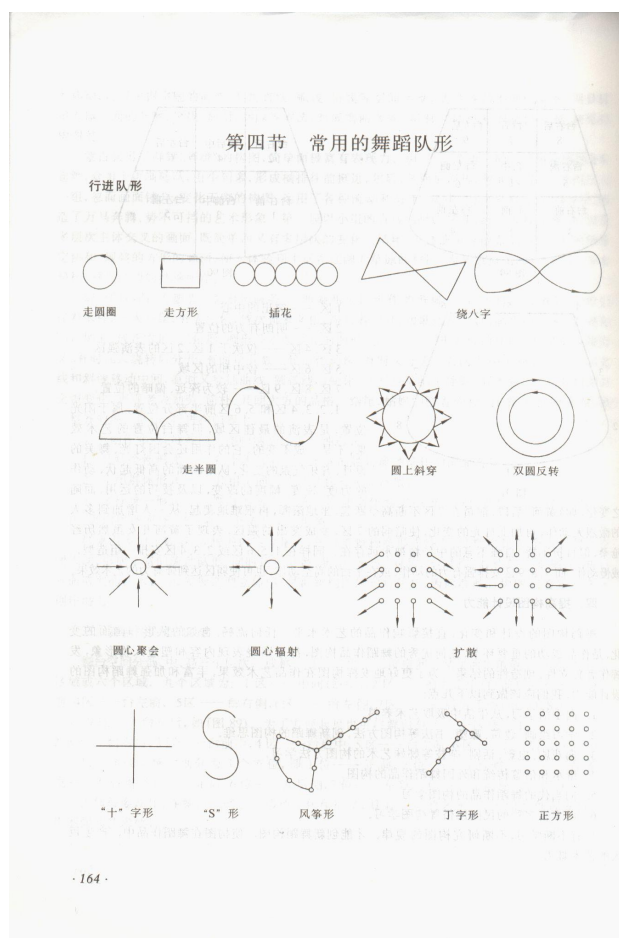 第四节 常用的舞蹈队形
行进队形
走圆圈 走方形 插花 绕八字
走半圆 圆上斜穿 双圆反转
圆心聚会 圆心辐射 扩散
“十”字形 “S”形 风筝形 丁字形 正方形
·164·